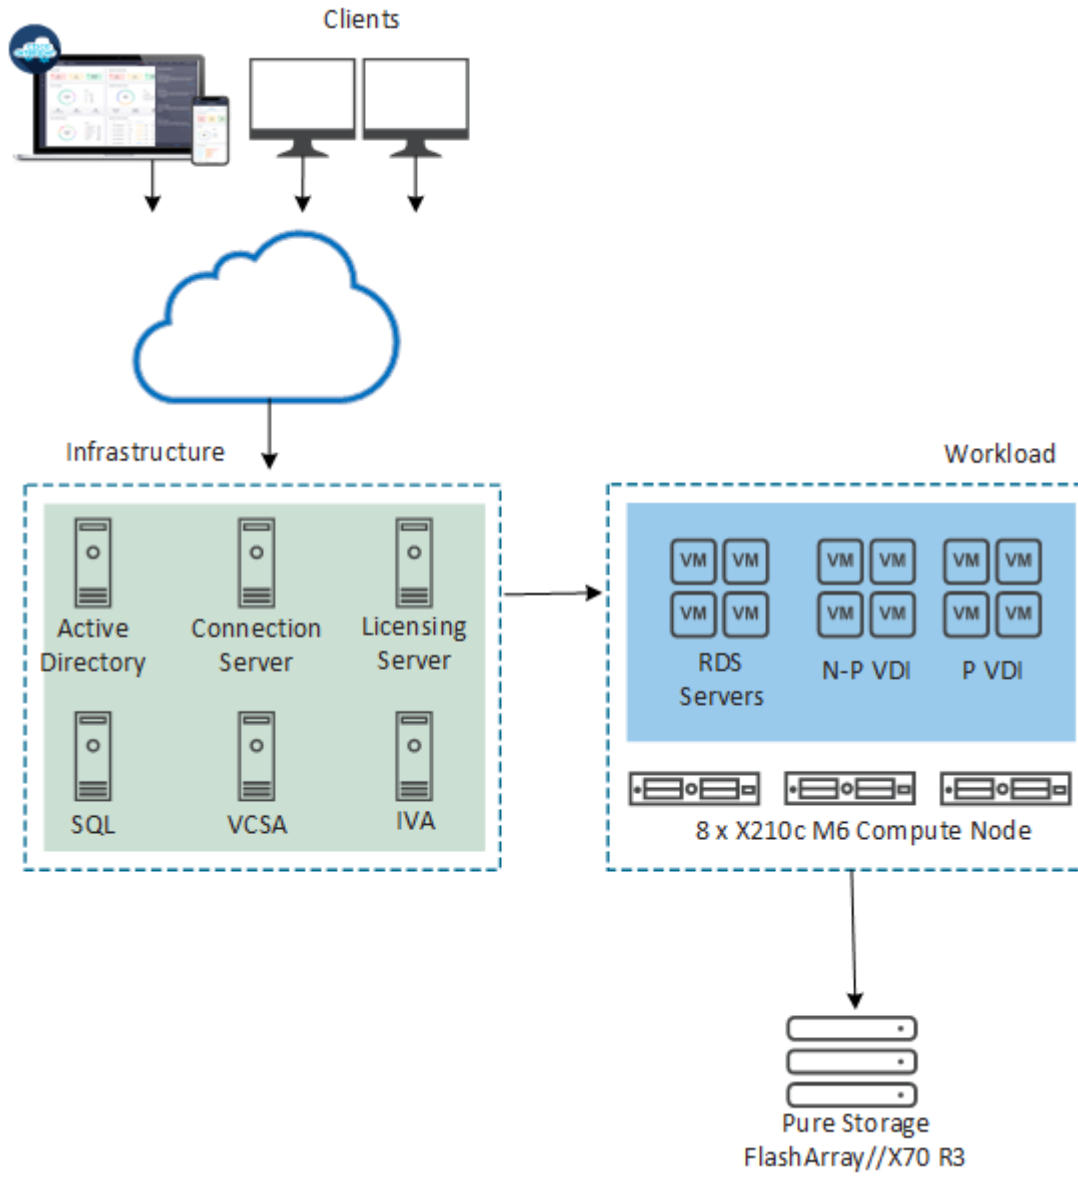 Clients
Infrastructure
Workload
Active
Directory
Connection
Server
Licensing
Server
SQL
VCSA
IVA
VM VM
VM VM
RDS
Servers
VM VM
VM VM
N-P VDI
VM VM
VM VM
P VDI
8 x X210c M6 Compute Node
Pure Storage
FlashArray//X70 R3